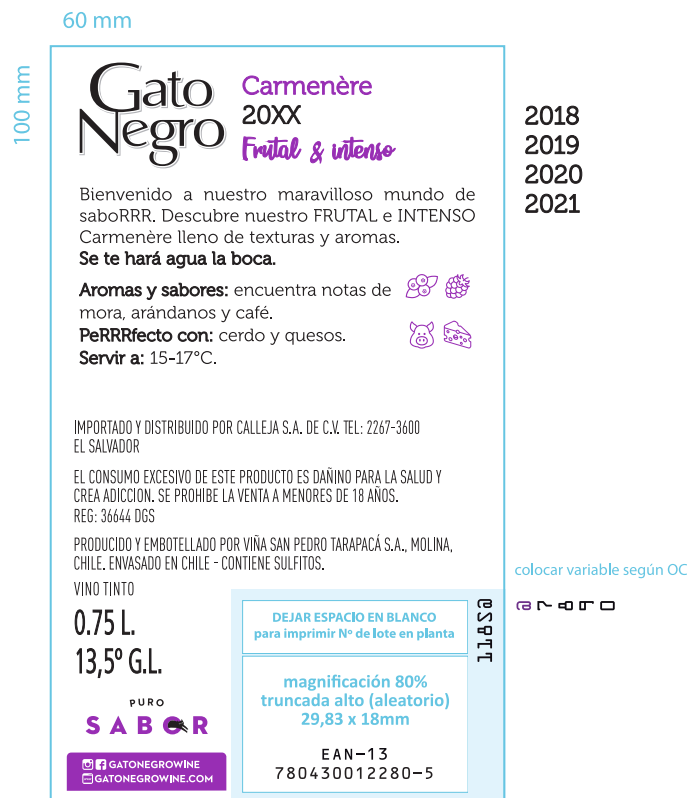 60 mm
100 mm
Gato
Negro
Carmenère
20XX
Frutal & intenso
2018
2019
2020
2021
Bienvenido a nuestro maravilloso mundo de
saboRRR. Descubre nuestro FRUTAL e INTENSO
Carmenère lleno de texturas y aromas.
Se te hará agua la boca.
Aromas y sabores: encuentra notas de
mora, arándanos y café.
PeRRRfecto con: cerdo y quesos.
Servir a: 15-17°C.
IMPORTADO Y DISTRIBUIDO POR CALLEJA S.A. DE C.V. TEL: 2267-3600
EL SALVADOR
EL CONSUMO EXCESIVO DE ESTE PRODUCTO ES DAÑINO PARA LA SALUD Y
CREA ADICCION. SE PROHIBE LA VENTA A MENORES DE 18 AÑOS.
REG: 36644 DGS
PRODUCIDO Y EMBOTELLADO POR VIÑA SAN PEDRO TARAPACÁ S.A., MOLINA,
CHILE. ENVASADO EN CHILE - CONTIENE SULFITOS.
VINO TINTO
0.75 L.
13,5º G.L.
PURO
SABOR
GATONEGROWINE
GATONEGROWINE.COM
DEJAR ESPACIO EN BLANCO
para imprimir Nº de lote en planta
magnificación 80%
truncada alto (aleatorio)
29,83 x 18mm
EAN-13
780430012280-5
colocar variable según OC